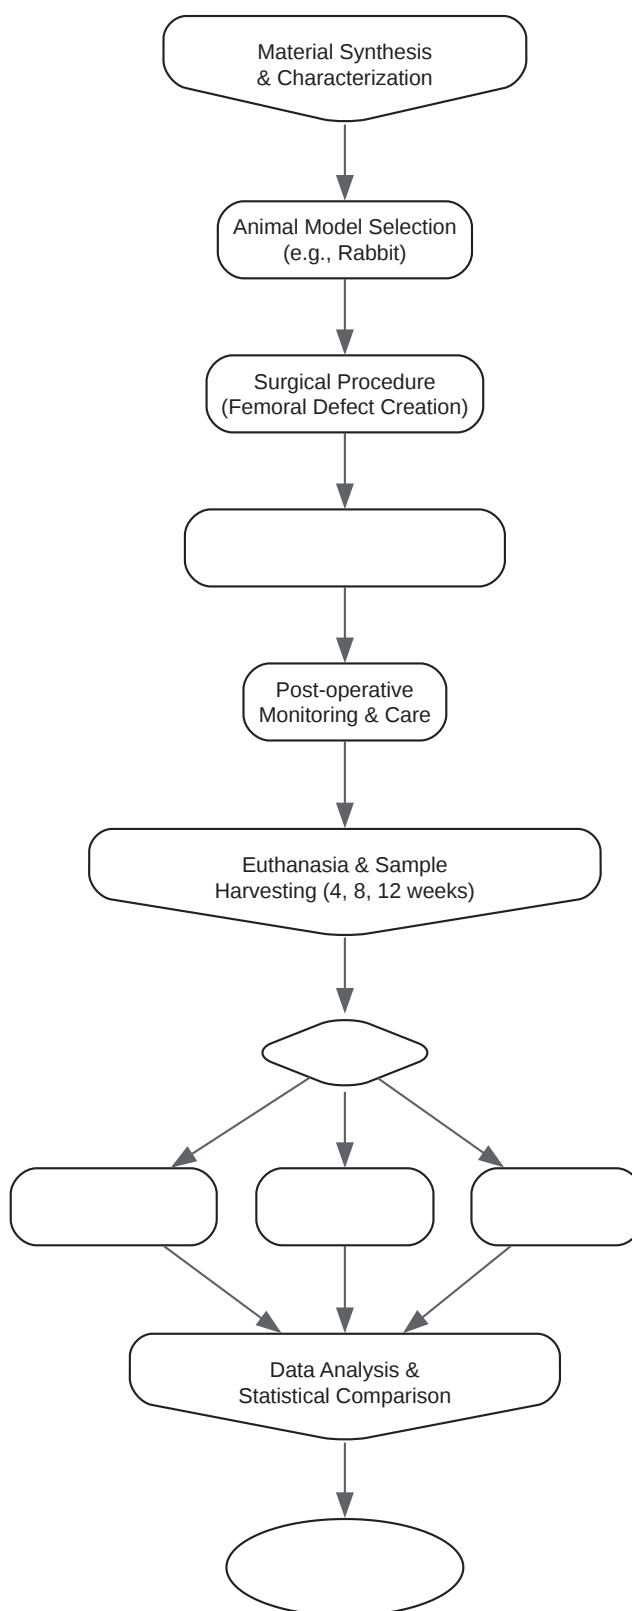 Material Synthesis
& Characterization
Animal Model Selection
(e.g., Rabbit)
Surgical Procedure
(Femoral Defect Creation)
Post-operative
Monitoring & Care
Euthanasia & Sample
Harvesting (4, 8, 12 weeks)
Data Analysis &
Statistical Comparison